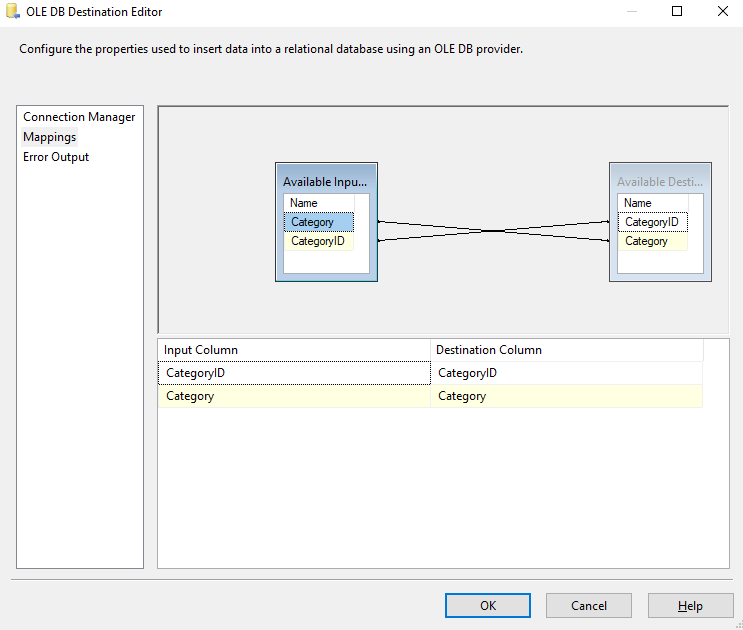 OLE DB Destination Editor
Configure the properties used to insert data into a relational database using an OLE DB provider.
Connection Manager
Mappings
Error Output
Available Inpu...
Name
Category
CategoryID
Available Desti...
Name
CategoryID
Category
Input Column Destination Column
CategoryID CategoryID
Category Category
OK Cancel Help